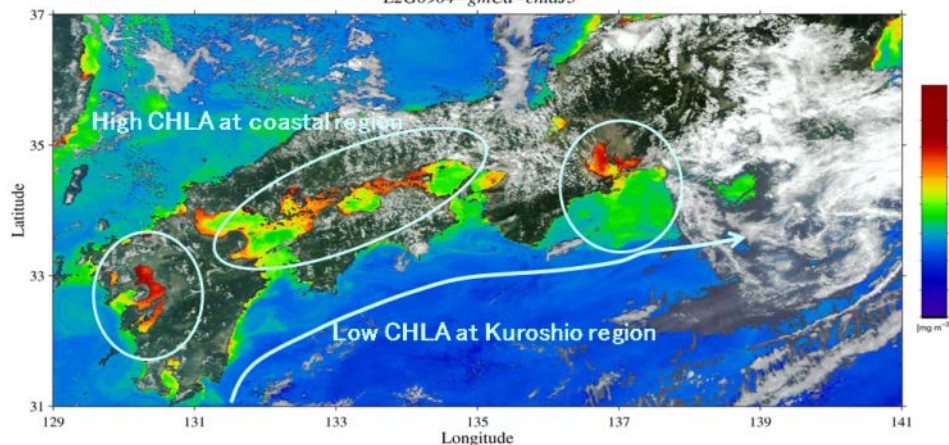 37
35
33
31
Latitude
129
131
133
135
137
139
141
Longitude
High CHLA at coastal region
Low CHLA at Kuroshio region
[mg m⁻³]